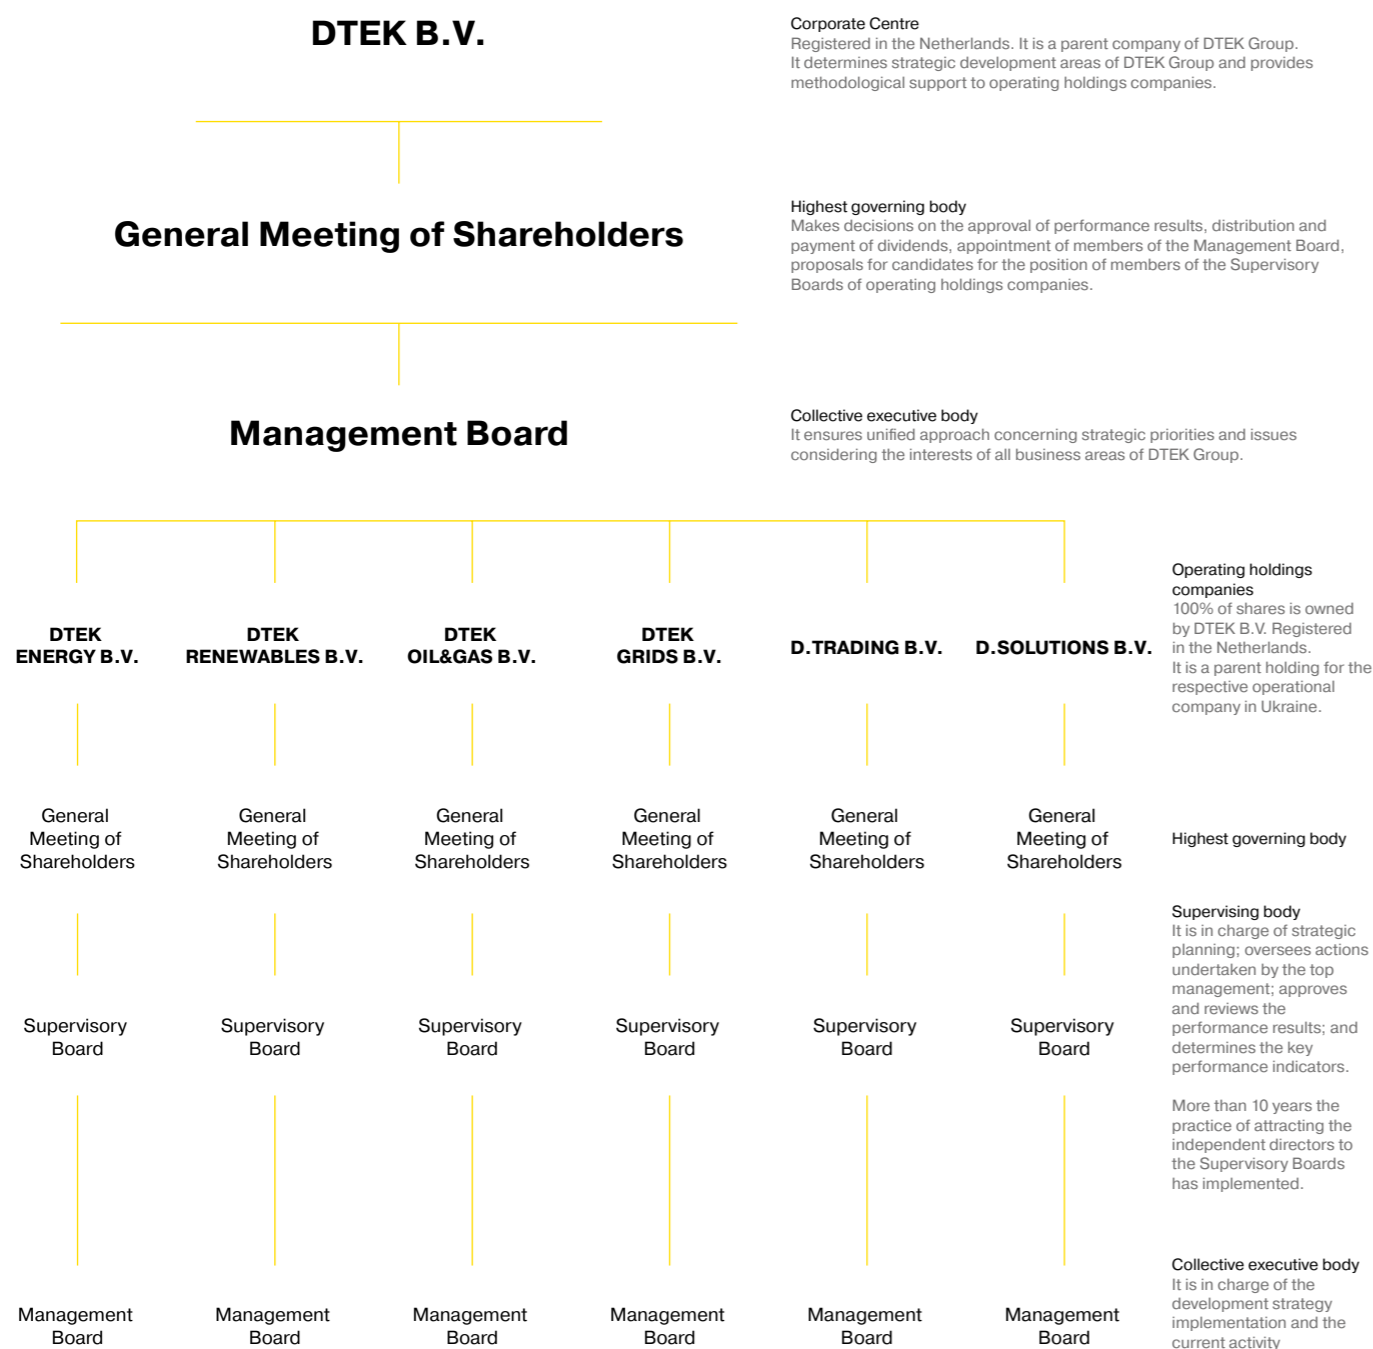 DTEK B.V.
Corporate Centre
Registered in the Netherlands. It is a parent company of DTEK Group.
It determines strategic development areas of DTEK Group and provides
methodological support to operating holdings companies.
General Meeting of Shareholders
Highest governing body
Makes decisions on the approval of performance results, distribution and
payment of dividends, appointment of members of the Management Board,
proposals for candidates for the position of members of the Supervisory
Boards of operating holdings companies.
Management Board
Collective executive body
It ensures unified approach concerning strategic priorities and issues
considering the interests of all business areas of DTEK Group.
DTEK
ENERGY B.V.
DTEK
RENEWABLES B.V.
DTEK
OIL&GAS B.V.
DTEK
GRIDS B.V.
D.TRADING B.V.
D.SOLUTIONS B.V.
Operating holdings
companies
100% of shares is owned
by DTEK B.V. Registered
in the Netherlands.
It is a parent holding for the
respective operational
company in Ukraine.
General
Meeting of
Shareholders
General
Meeting of
Shareholders
General
Meeting of
Shareholders
General
Meeting of
Shareholders
General
Meeting of
Shareholders
General
Meeting of
Shareholders
Highest governing body
Supervisory
Board
Supervisory
Board
Supervisory
Board
Supervisory
Board
Supervisory
Board
Supervisory
Board
Supervising body
It is in charge of strategic
planning; oversees actions
undertaken by the top
management; approves
and reviews the
performance results; and
determines the key
performance indicators.
More than 10 years the
practice of attracting the
independent directors to
the Supervisory Boards
has implemented.
Management
Board
Management
Board
Management
Board
Management
Board
Management
Board
Management
Board
Collective executive body
It is in charge of the
development strategy
implementation and the
current activity